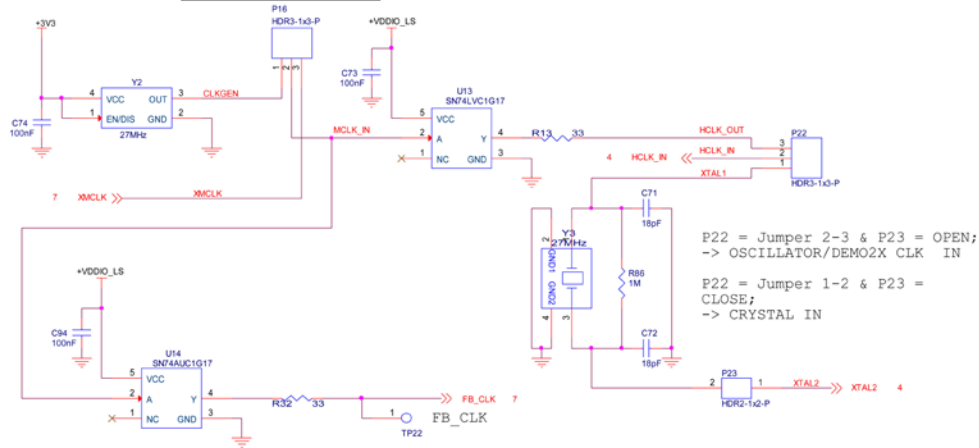 P16
HDR3-1x3-P
+3V3
+VDDIO_LS
1 2 3
C73
100nF
U13
SN74LVC1G17
Y2
4 VCC OUT 3 CLKGEN
1 EN/DIS GND 2
27MHz
C74
100nF
5 VCC
MCLK_IN 2 A Y 4 R13 33 HCLK_OUT
1 NC GND 3
P22
3
4 HCLK_IN HCLK_IN 2
XTAL1 1
HDR3-1x3-P
7 XMCLK XMCLK
C71
18pF
Y3
27MHz
2 1
GND1 GND2
4 3
R86
1M
P22 = Jumper 2-3 & P23 = OPEN;
-> OSCILLATOR/DEMO2X CLK IN
P22 = Jumper 1-2 & P23 =
CLOSE;
-> CRYSTAL IN
C72
18pF
+VDDIO_LS
C94
100nF
U14
SN74AUC1G17
5 VCC
2 A Y 4 R32 33 FB_CLK 7
1 NC GND 3
1 FB_CLK
TP22
P23
2 1 XTAL2 XTAL2 4
HDR2-1x2-P